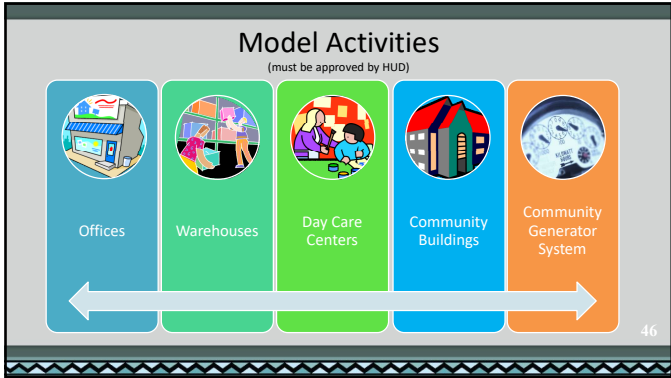 Model Activities
(must be approved by HUD)
Offices
Warehouses
Day Care
Centers
Community
Buildings
Community
Generator
System
46